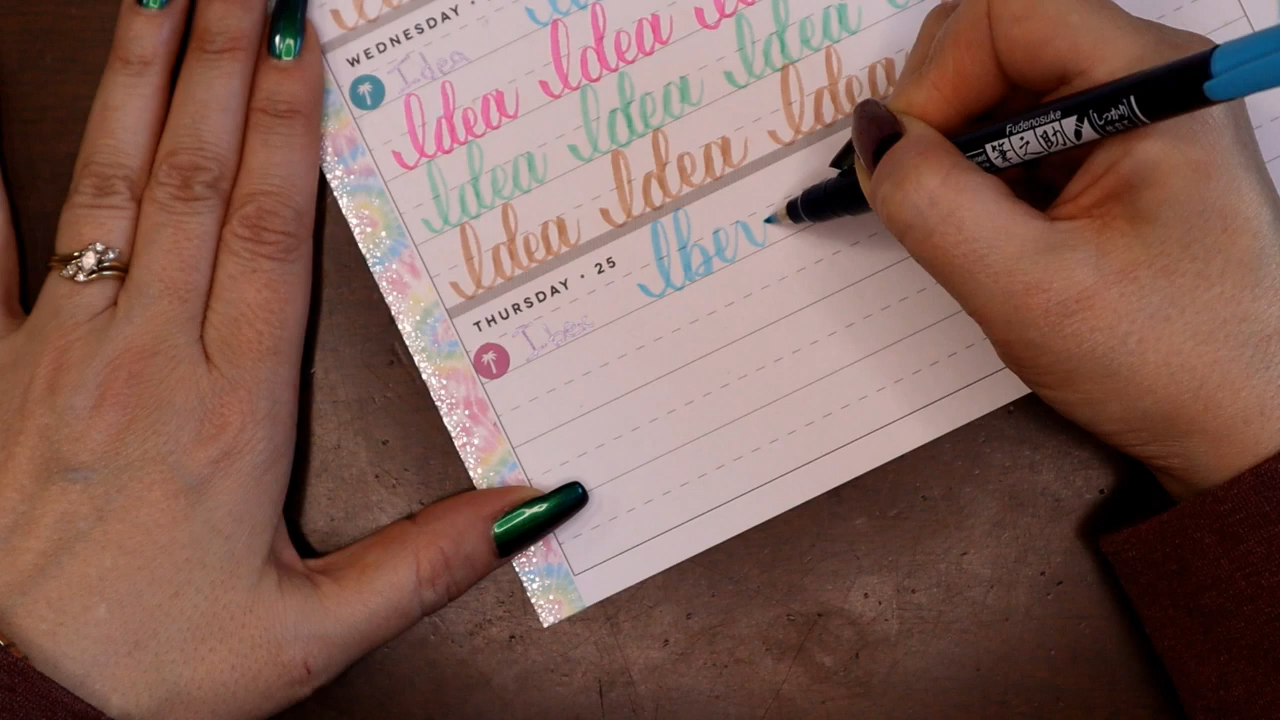 WEDNESDAY ·
Idea
Idea Idea
Idea Idea Idea
Idea Idea Idea
THURSDAY · 25
Iber
Ibex
Fudenosuke
筆之助 しっかり